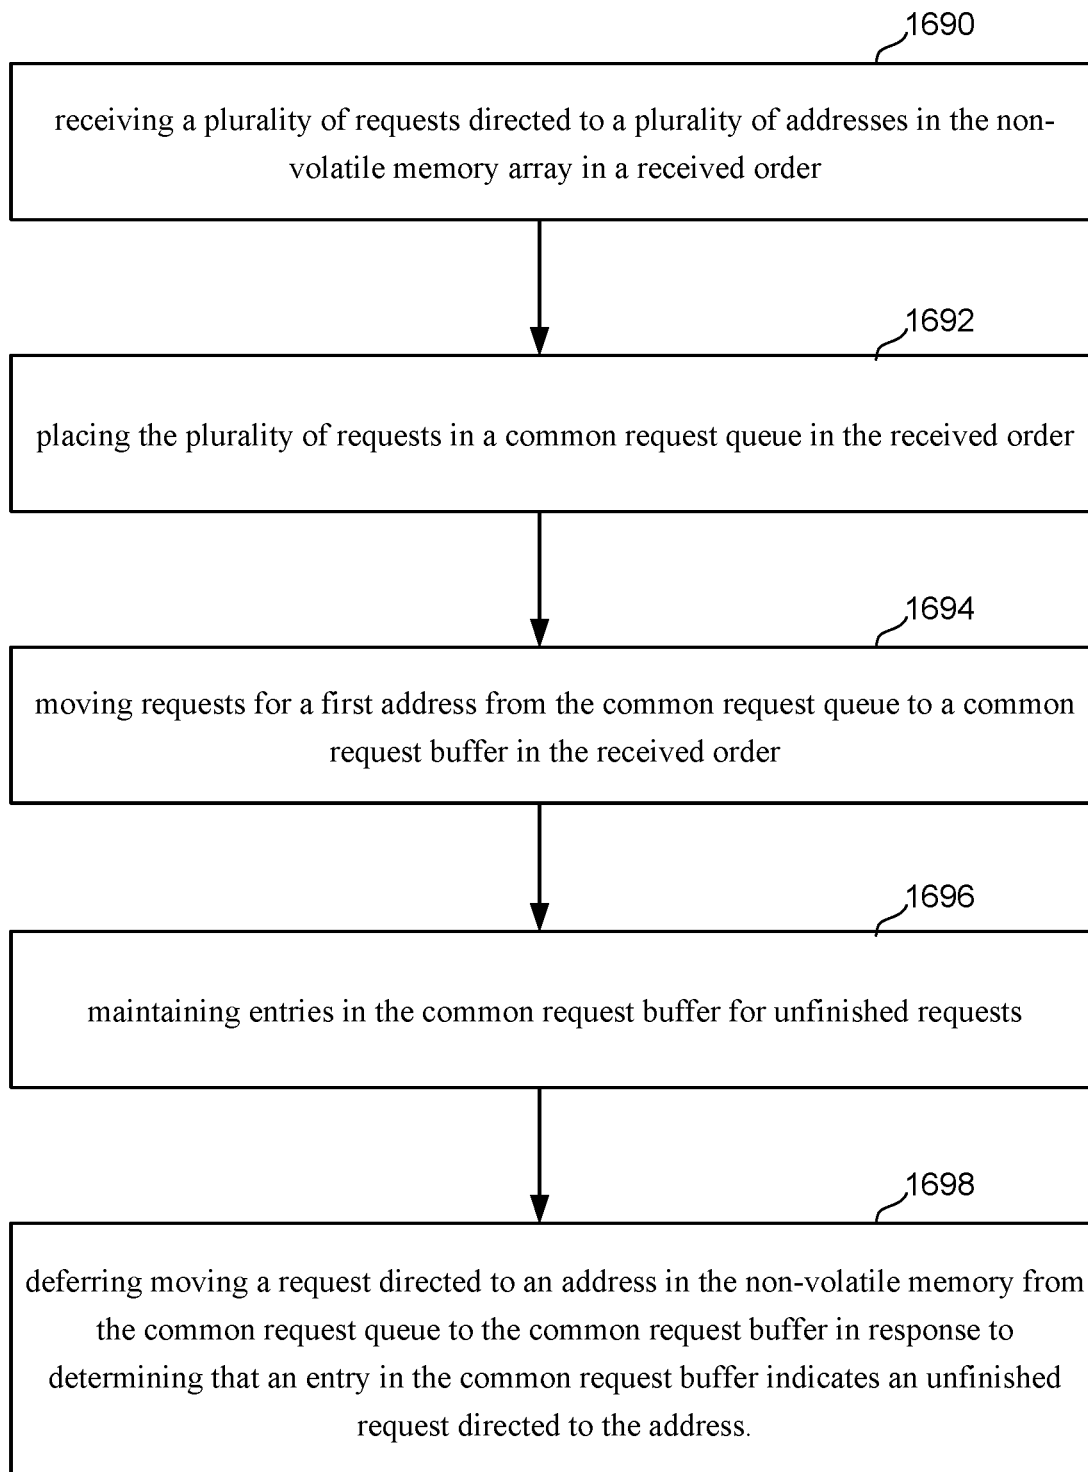 1690
receiving a plurality of requests directed to a plurality of addresses in the non-
volatile memory array in a received order
1692
placing the plurality of requests in a common request queue in the received order
1694
moving requests for a first address from the common request queue to a common
request buffer in the received order
1696
maintaining entries in the common request buffer for unfinished requests
1698
deferring moving a request directed to an address in the non-volatile memory from
the common request queue to the common request buffer in response to
determining that an entry in the common request buffer indicates an unfinished
request directed to the address.